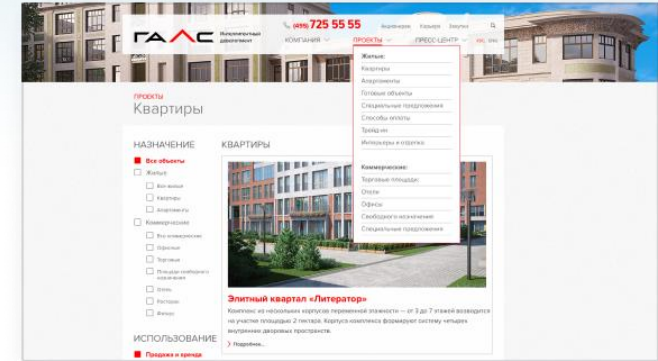 (495) 725 55 55
Акционерам Карьера Закупки
ГАЛС
КОМПАНИЯ ПРОЕКТЫ ПРЕСС-ЦЕНТР
Жилые:
Квартиры
Апартаменты
Готовые объекты
Специальные предложения
Способы оплаты
Трейд-ин
Интерьеры и отделка
Коммерческие:
Торговые площади
Отели
Офисы
Свободного назначения
Специальные предложения
ПРОЕКТЫ
Квартиры
НАЗНАЧЕНИЕ
Все объекты
Жилые
Все жилые
Квартиры
Апартаменты
Коммерческие
Все коммерческие
Офисные
Торговые
Площади свободного
назначения
Отели
Рестораны
Фитнес
ИСПОЛЬЗОВАНИЕ
Продажа и аренда
КВАРТИРЫ
Элитный квартал «Литератор»
Комплекс из нескольких корпусов переменной этажности — от 3 до 7 этажей возводится
на участке площадью 2 гектара. Корпуса комплекса формируют систему четырех
внутренних дворовых пространств.
Подробнее...